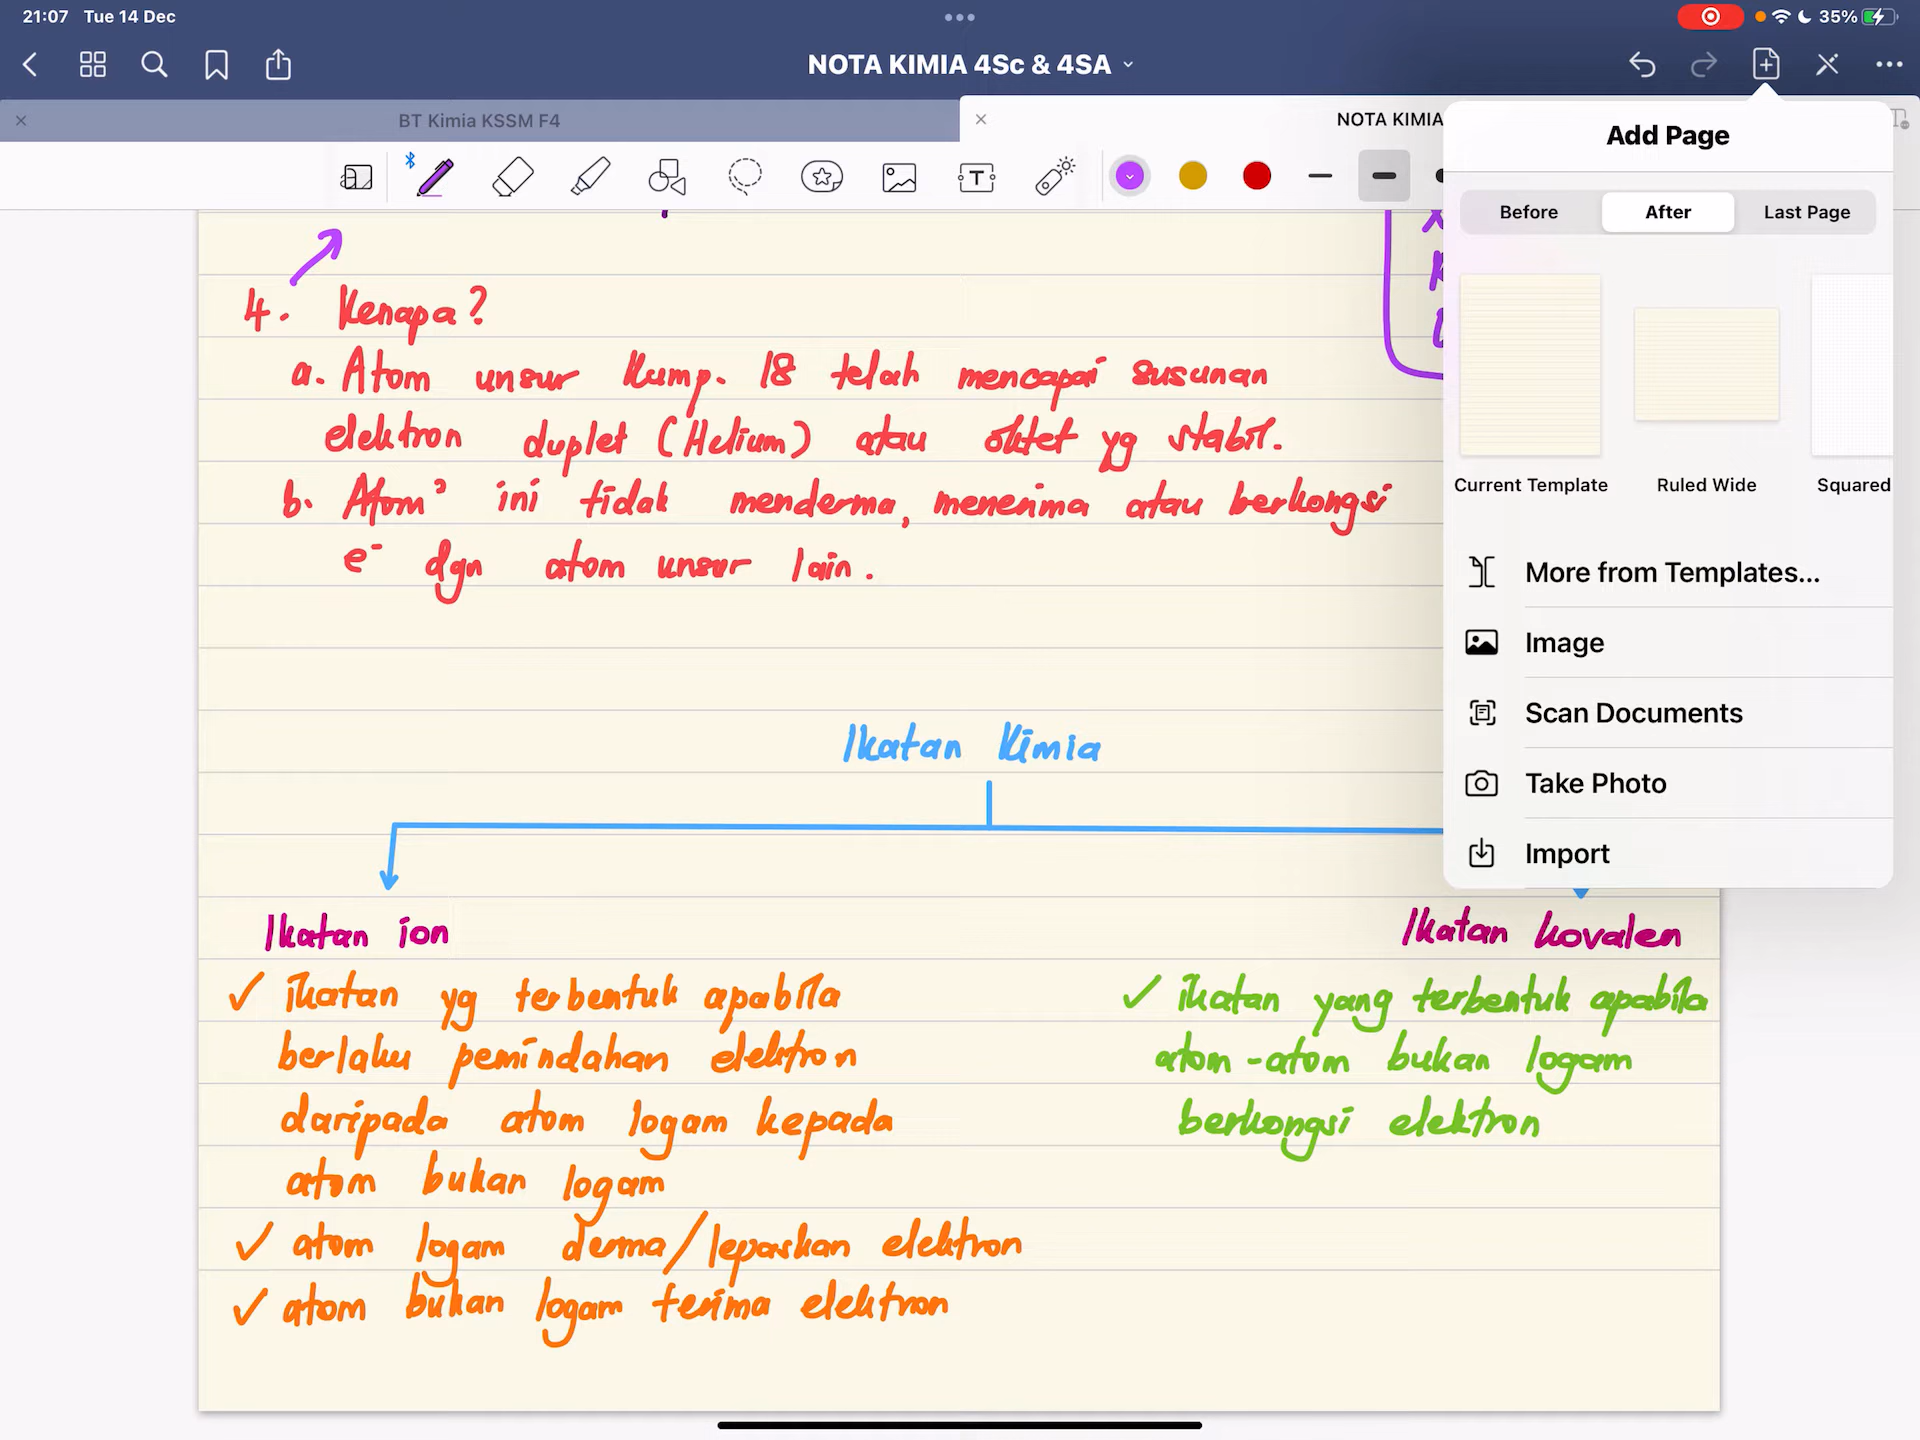 21:07 Tue 14 Dec
35%
NOTA KIMIA 4Sc & 4SA
BT Kimia KSSM F4
NOTA KIMIA
Add Page
Before After Last Page
Current Template Ruled Wide Squared
More from Templates...
Image
Scan Documents
Take Photo
Import
4. Kenapa?
a. Atom unsur kump. 18 telah mencapai susunan
elektron duplet (Helium) atau oktet yg stabil.
b. Atom² ini tidak menderma, menerima atau berkongsi
e⁻ dgn atom unsur lain.
Ikatan Kimia
Ikatan ion
✓ ikatan yg terbentuk apabila
berlaku pemindahan elektron
daripada atom logam kepada
atom bukan logam
✓ atom logam derma/lepaskan elektron
✓ atom bukan logam terima elektron
Ikatan kovalen
✓ ikatan yang terbentuk apabila
atom-atom bukan logam
berkongsi elektron